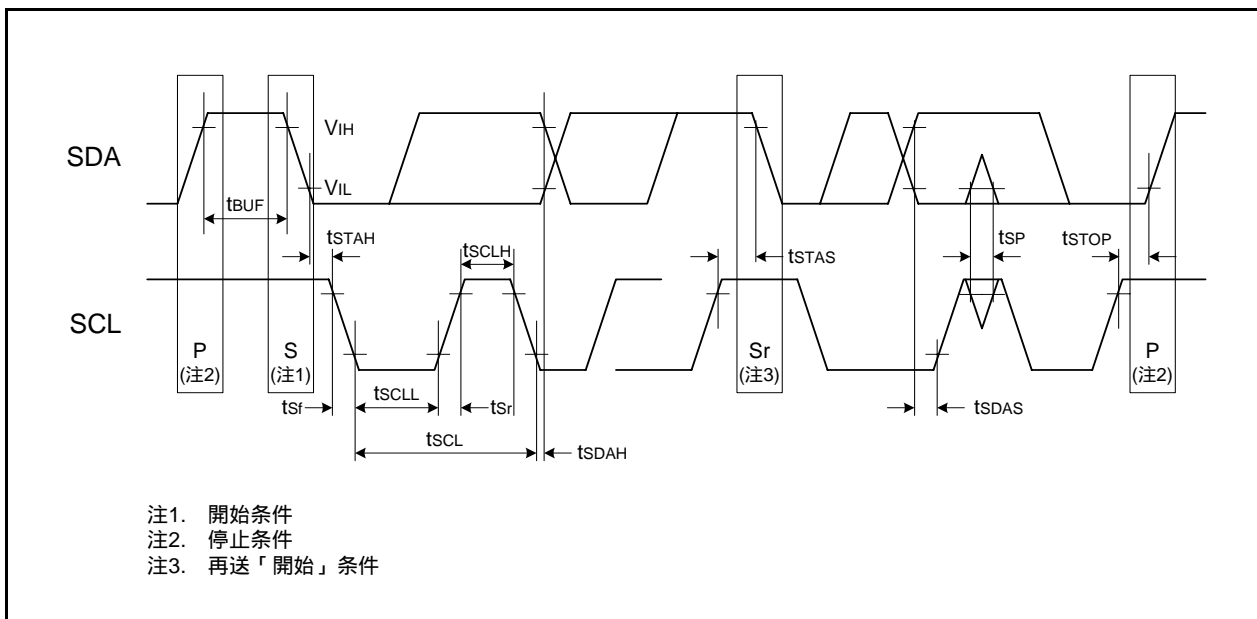 SDA
VIH
VIL
tBUF
tSTAH
tSCLH
tSTAS
tSP
tSTOP
SCL
P
(注2)
S
(注1)
Sr
(注3)
P
(注2)
tSf
tSCLL
tSr
tSDAS
tSCL
tSDAH
注1. 開始条件
注2. 停止条件
注3. 再送「開始」条件